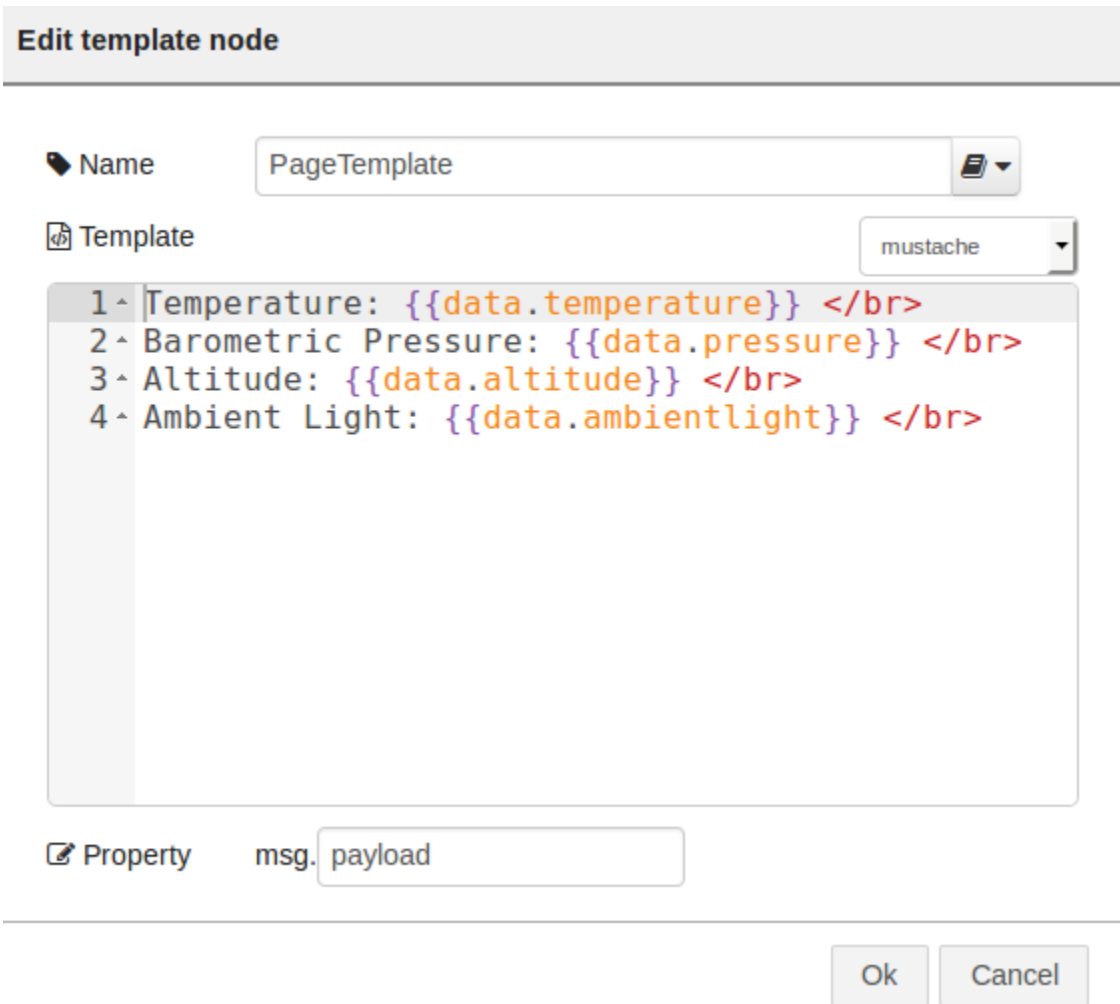 Edit template node
Name PageTemplate
Template
mustache
1 Temperature: {{data.temperature}} </br>
2 Barometric Pressure: {{data.pressure}} </br>
3 Altitude: {{data.altitude}} </br>
4 Ambient Light: {{data.ambientlight}} </br>
Property msg. payload
Ok Cancel